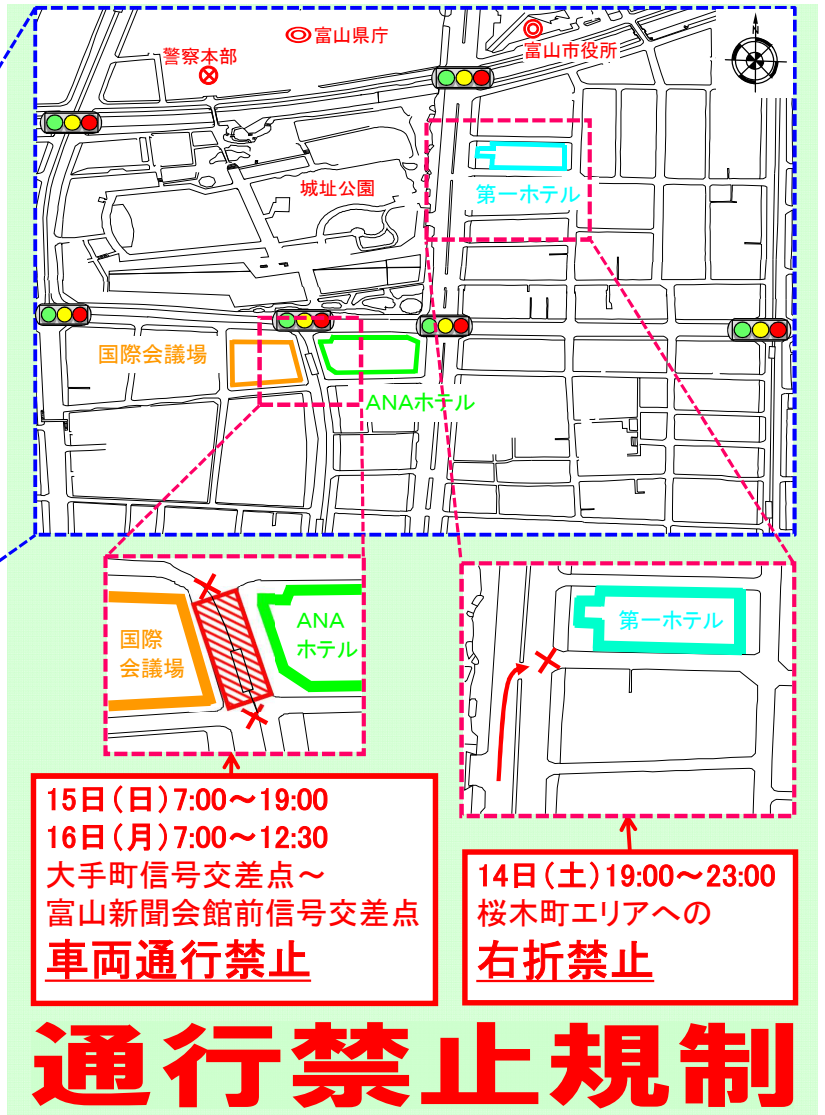 富山県庁
富山市役所
警察本部
N
城址公園
第一ホテル
国際会議場
ANAホテル
国際
会議場
ANA
ホテル
第一ホテル
15日(日)7:00～19:00
16日(月)7:00～12:30
大手町信号交差点～
富山新聞会館前信号交差点
車両通行禁止
14日(土)19:00～23:00
桜木町エリアへの
右折禁止
通行禁止規制